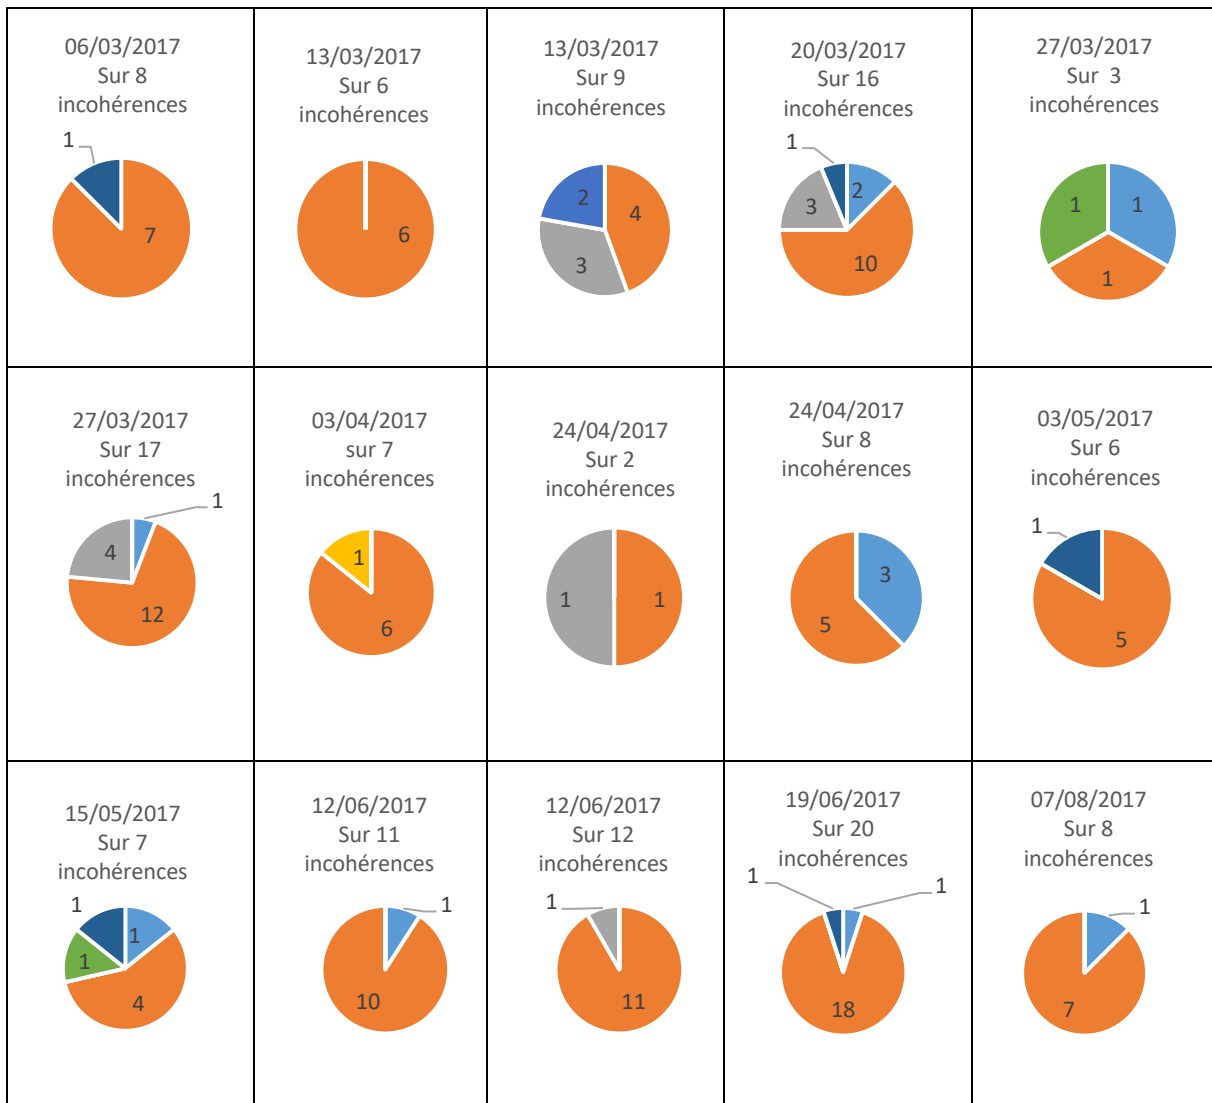 06/03/2017
Sur 8
incohérences
1
7
13/03/2017
Sur 6
incohérences
6
13/03/2017
Sur 9
incohérences
2
4
3
20/03/2017
Sur 16
incohérences
1
2
3
10
27/03/2017
Sur 3
incohérences
1
1
1
27/03/2017
Sur 17
incohérences
1
4
12
03/04/2017
sur 7
incohérences
1
6
24/04/2017
Sur 2
incohérences
1
1
24/04/2017
Sur 8
incohérences
3
5
03/05/2017
Sur 6
incohérences
1
5
15/05/2017
Sur 7
incohérences
1
1
1
4
12/06/2017
Sur 11
incohérences
1
10
12/06/2017
Sur 12
incohérences
1
11
19/06/2017
Sur 20
incohérences
1
1
18
07/08/2017
Sur 8
incohérences
1
7